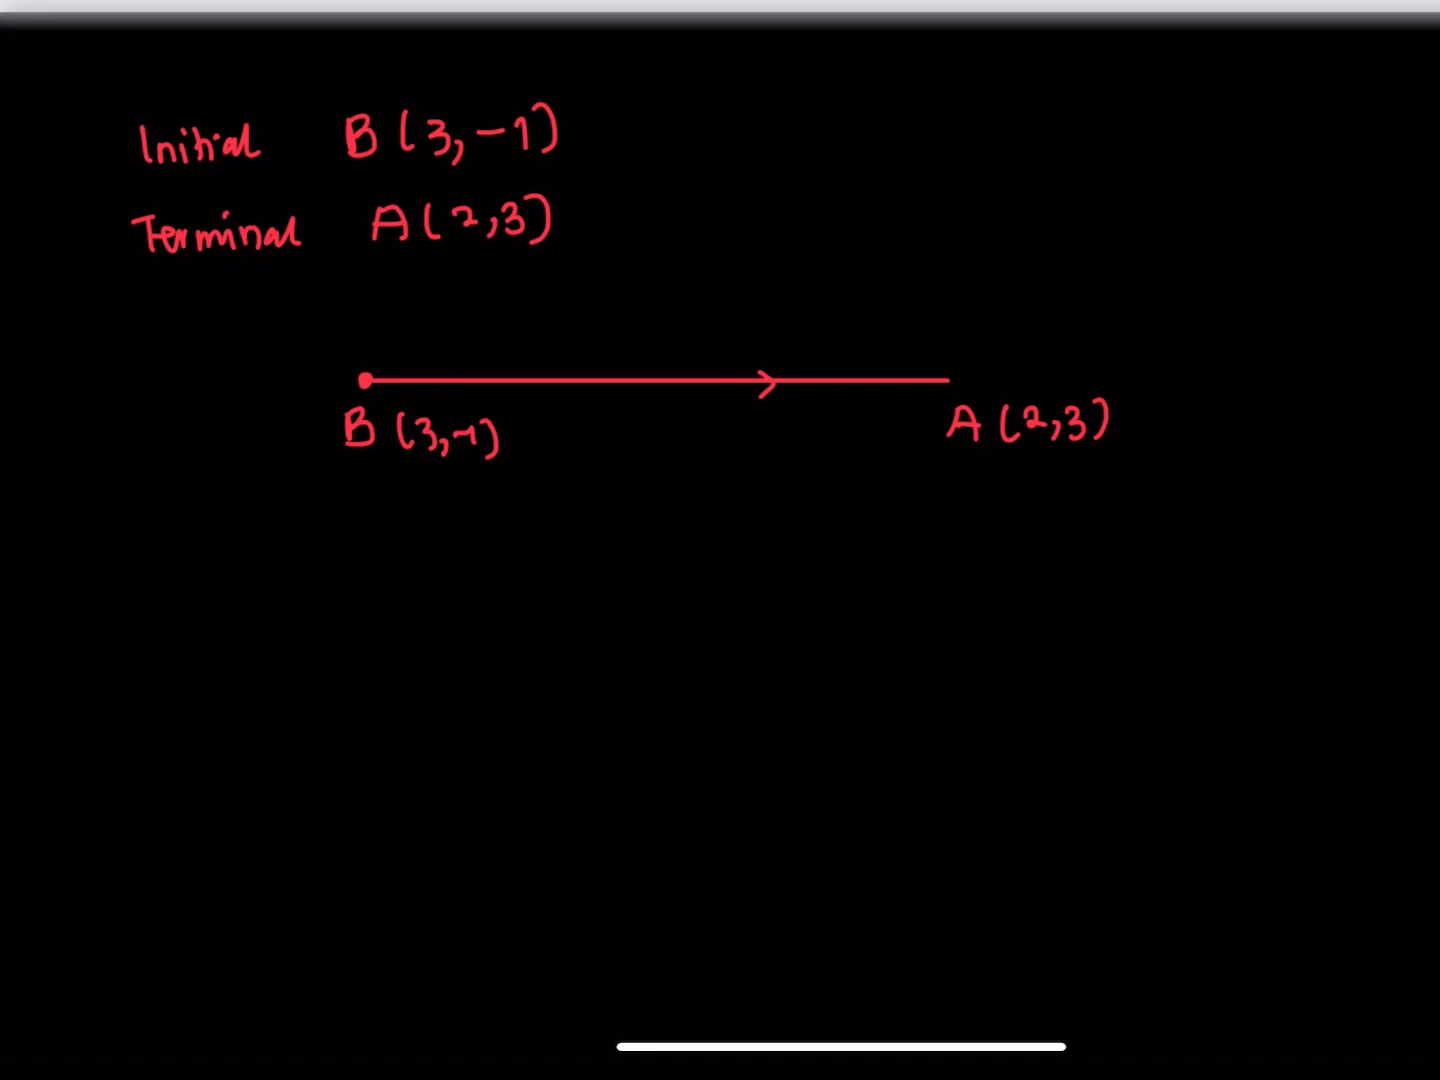 Initial B(3,-1)
Terminal A(2,3)
B(3,-1) A(2,3)